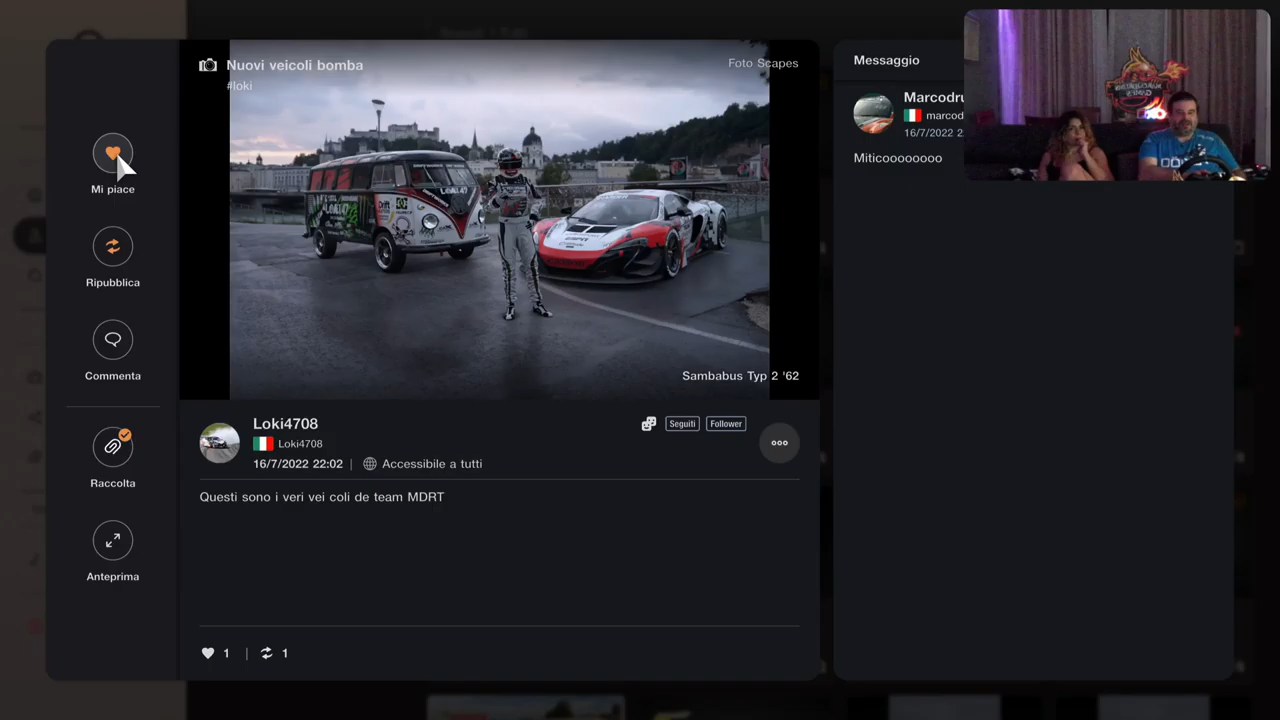 Nuovi veicoli bomba
#loki
Foto Scapes
Sambabus Typ 2 '62
Mi piace
Ripubblica
Commenta
Raccolta
Anteprima
Loki4708
Loki4708
Seguiti
Follower
16/7/2022 22:02 | Accessibile a tutti
Questi sono i veri vei coli de team MDRT
1 | 1
Messaggio
Marcodru
marcod
16/7/2022 2
Miticoooooooo